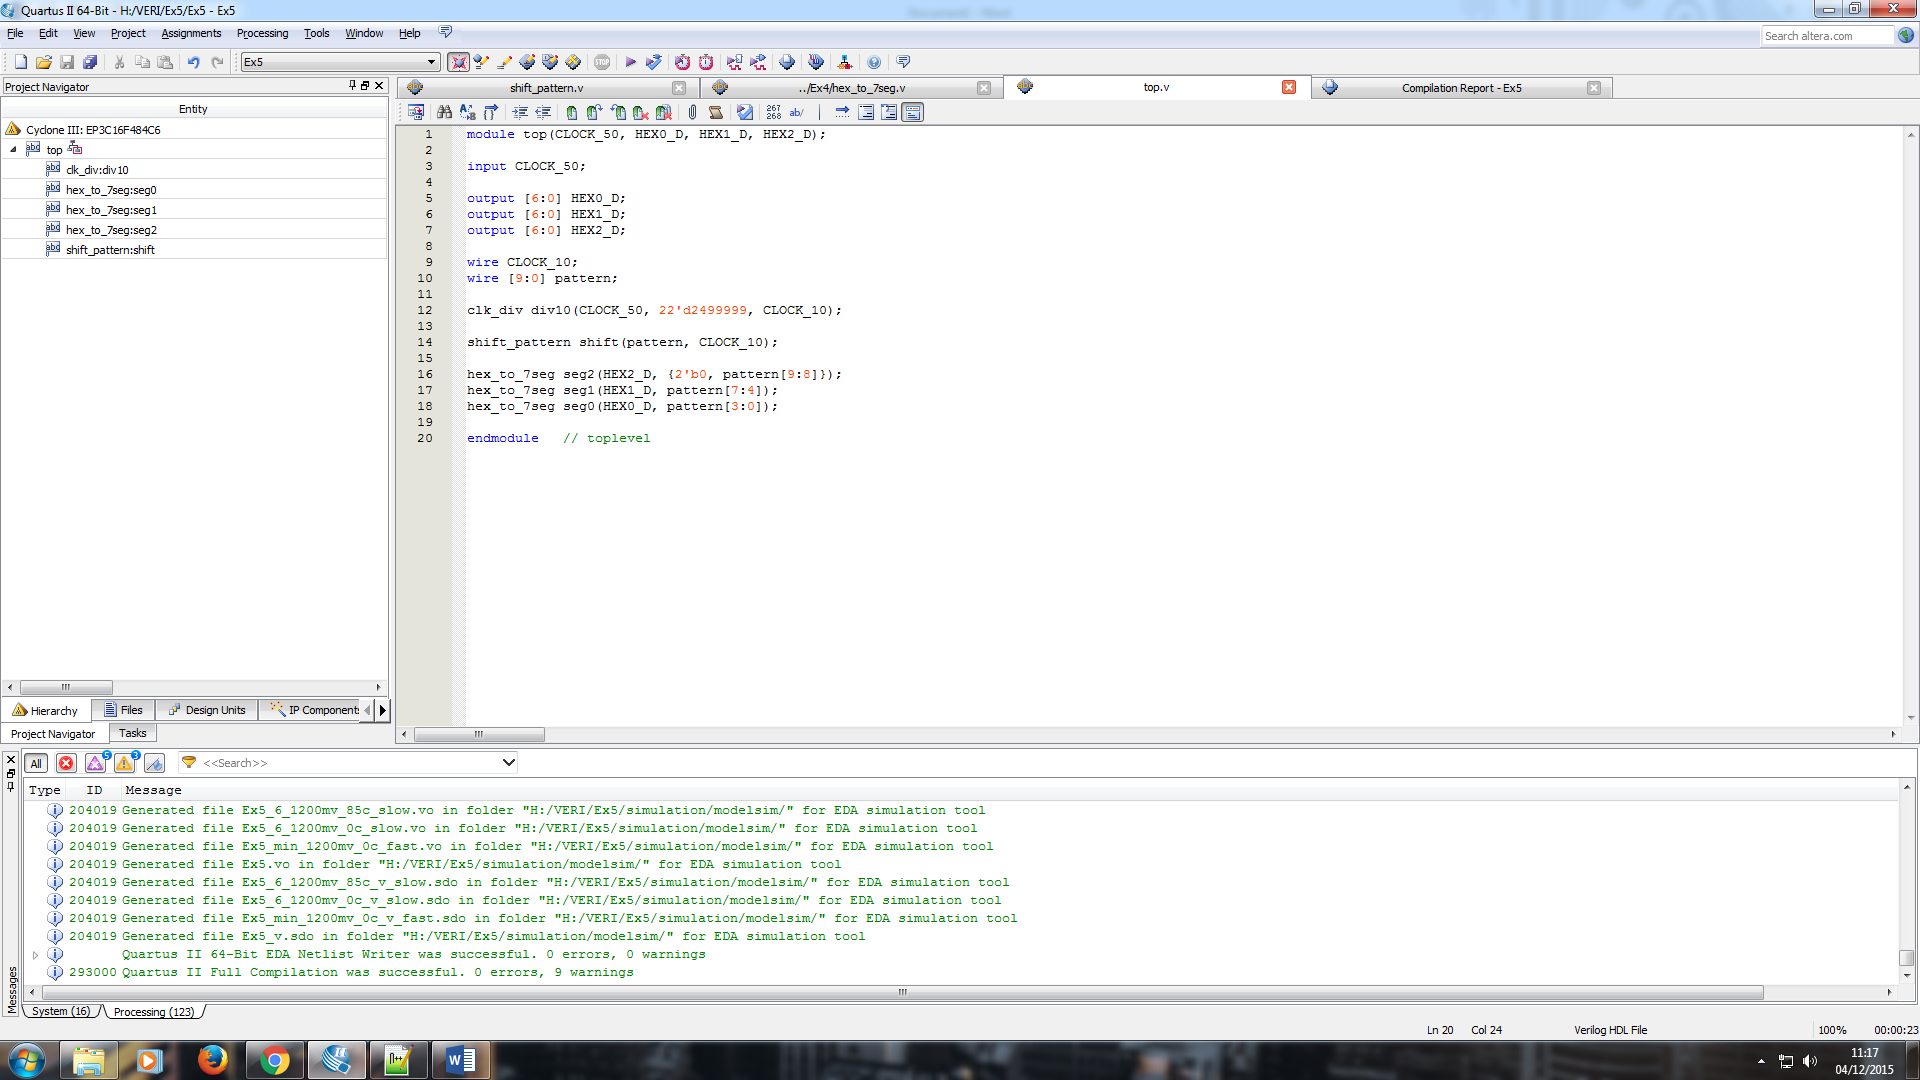 Quartus II 64-Bit - H:/VERI/Ex5/Ex5 - Ex5
File Edit View Project Assignments Processing Tools Window Help
Search altera.com
Ex5
Project Navigator
shift_pattern.v
../Ex4/hex_to_7seg.v
top.v
Compilation Report - Ex5
Entity
Cyclone III: EP3C16F484C6
top
clk_div:div10
hex_to_7seg:seg0
hex_to_7seg:seg1
hex_to_7seg:seg2
shift_pattern:shift
267
268
ab/
1 module top(CLOCK_50, HEX0_D, HEX1_D, HEX2_D);
2
3 input CLOCK_50;
4
5 output [6:0] HEX0_D;
6 output [6:0] HEX1_D;
7 output [6:0] HEX2_D;
8
9 wire CLOCK_10;
10 wire [9:0] pattern;
11
12 clk_div div10(CLOCK_50, 22'd2499999, CLOCK_10);
13
14 shift_pattern shift(pattern, CLOCK_10);
15
16 hex_to_7seg seg2(HEX2_D, {2'b0, pattern[9:8]});
17 hex_to_7seg seg1(HEX1_D, pattern[7:4]);
18 hex_to_7seg seg0(HEX0_D, pattern[3:0]);
19
20 endmodule // toplevel
Hierarchy Files Design Units IP Components
Project Navigator Tasks
All 5 3 <<Search>>
Type ID Message
204019 Generated file Ex5_6_1200mv_85c_slow.vo in folder "H:/VERI/Ex5/simulation/modelsim/" for EDA simulation tool
204019 Generated file Ex5_6_1200mv_0c_slow.vo in folder "H:/VERI/Ex5/simulation/modelsim/" for EDA simulation tool
204019 Generated file Ex5_min_1200mv_0c_fast.vo in folder "H:/VERI/Ex5/simulation/modelsim/" for EDA simulation tool
204019 Generated file Ex5.vo in folder "H:/VERI/Ex5/simulation/modelsim/" for EDA simulation tool
204019 Generated file Ex5_6_1200mv_85c_v_slow.sdo in folder "H:/VERI/Ex5/simulation/modelsim/" for EDA simulation tool
204019 Generated file Ex5_6_1200mv_0c_v_slow.sdo in folder "H:/VERI/Ex5/simulation/modelsim/" for EDA simulation tool
204019 Generated file Ex5_min_1200mv_0c_v_fast.sdo in folder "H:/VERI/Ex5/simulation/modelsim/" for EDA simulation tool
204019 Generated file Ex5_v.sdo in folder "H:/VERI/Ex5/simulation/modelsim/" for EDA simulation tool
Quartus II 64-Bit EDA Netlist Writer was successful. 0 errors, 0 warnings
293000 Quartus II Full Compilation was successful. 0 errors, 9 warnings
Messages
System (16) Processing (123)
Ln 20 Col 24 Verilog HDL File 100% 00:00:23
11:17
04/12/2015